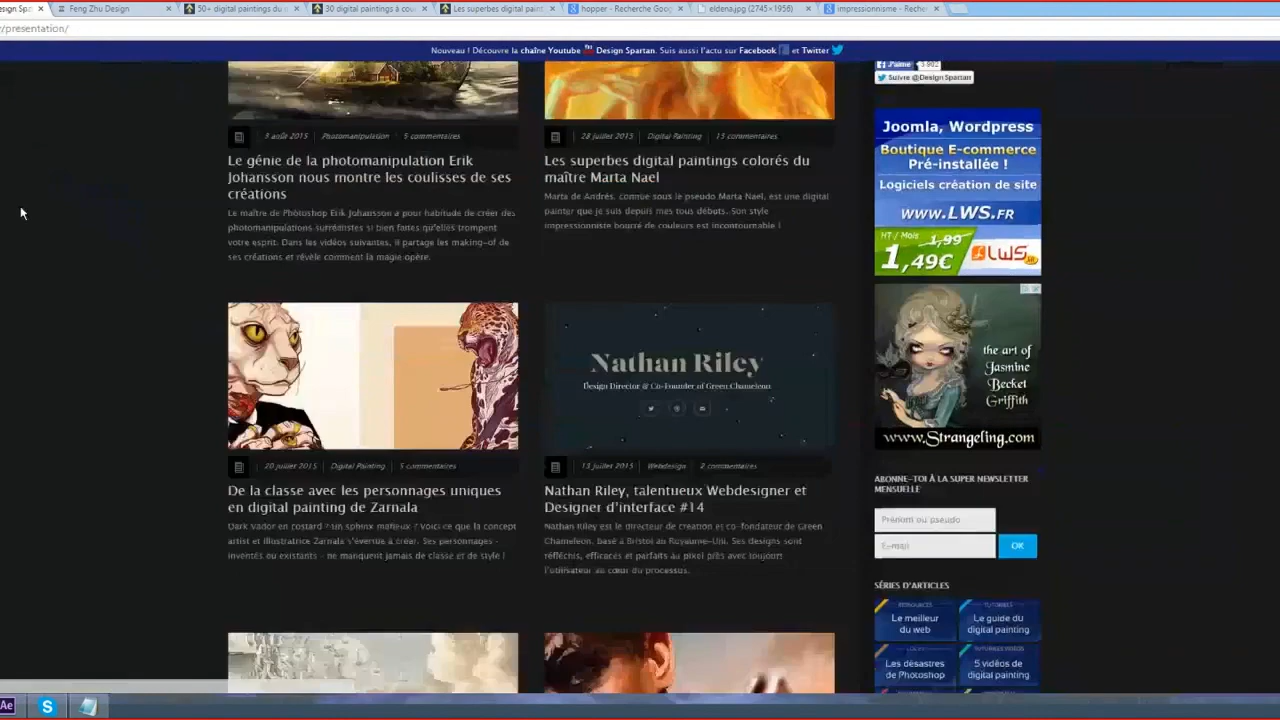 Feng Zhu Design
50+ digital paintings du
30 digital paintings à cou
Les superbes digital paint
hopper - Recherche Goo
eldena.jpg (2745×1956)
impressionnisme - Recher
/presentation/
Nouveau ! Découvre la chaîne Youtube Design Spartan. Suis aussi l'actu sur Facebook et Twitter
J'aime
Suivre @DesignSpartan
3 août 2015 | Photomanipulation | 5 commentaires
Le génie de la photomanipulation Erik
Johansson nous montre les coulisses de ses
créations
Le maître de Photoshop Erik Johansson a pour habitude de créer des
photomanipulations surréalistes si bien faites qu'elles trompent
votre esprit. Dans les vidéos suivantes, il partage les making-of de
ses créations et révèle comment la magie opère.
28 juillet 2015 | Digital Painting | 15 commentaires
Les superbes digital paintings colorés du
maître Marta Nael
Marta de Andrés, connue sous le pseudo Marta Nael, est une digital
painter que je suis depuis mes tous débuts. Son style
impressionniste bourré de couleurs est incontournable !
Joomla, Wordpress
Boutique E-commerce
Pré-installée !
Logiciels création de site
www.LWS.FR
HT / Mois 1,99
1,49€ LWS
the art of
Jasmine
Becket
Griffith
www.Strangeling.com
Nathan Riley
Design Director & Co-Founder of Green Chameleon
20 juillet 2015 | Digital Painting | 5 commentaires
De la classe avec les personnages uniques
en digital painting de Zarnala
Dark Vador en costard ? un sphinx mafieux ? Voici ce que la concept
artist et illustratrice Zarnala s'évertue à créer. Ses personnages -
inventés ou existants - ne manquent jamais de classe et de style !
13 juillet 2015 | Webdesign | 2 commentaires
Nathan Riley, talentueux Webdesigner et
Designer d'interface #14
Nathan Riley est le directeur de création et co-fondateur de Green
Chameleon, basé à Bristol au Royaume-Uni. Ses designs sont
réfléchis, efficaces et parfaits au pixel près avec toujours
l'utilisateur au cœur du processus.
ABONNE-TOI À LA SUPER NEWSLETTER
MENSUELLE
Prénom ou pseudo
E-mail
OK
SÉRIES D'ARTICLES
RESSOURCES
Le meilleur
du web
TUTORIELS
Le guide du
digital painting
Les désastres
de Photoshop
5 vidéos de
digital painting
Ae